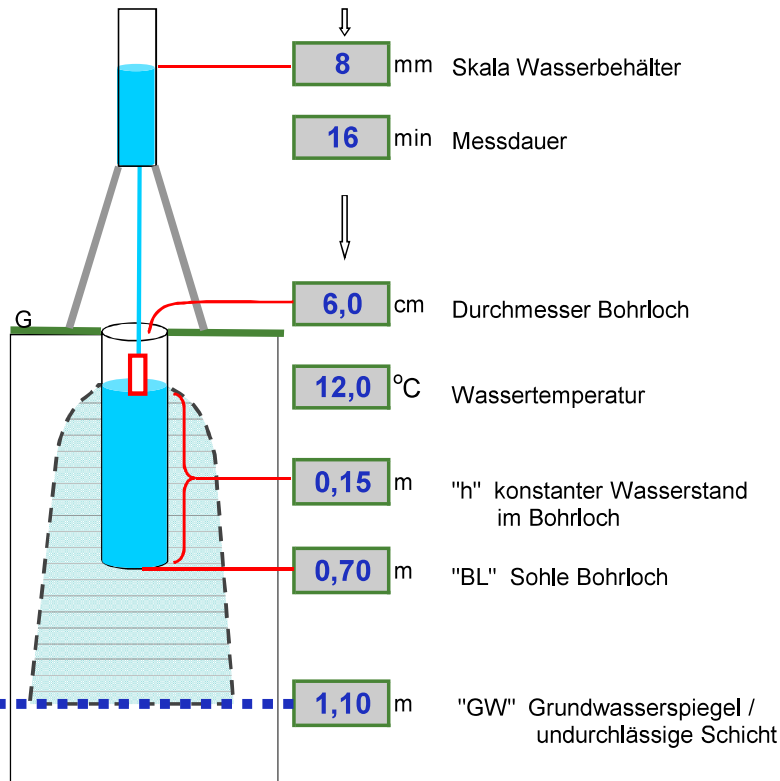 8 mm Skala Wasserbehälter
16 min Messdauer
6,0 cm Durchmesser Bohrloch
G
12,0 °C Wassertemperatur
0,15 m "h" konstanter Wasserstand
im Bohrloch
0,70 m "BL" Sohle Bohrloch
1,10 m "GW" Grundwasserspiegel /
undurchlässige Schicht